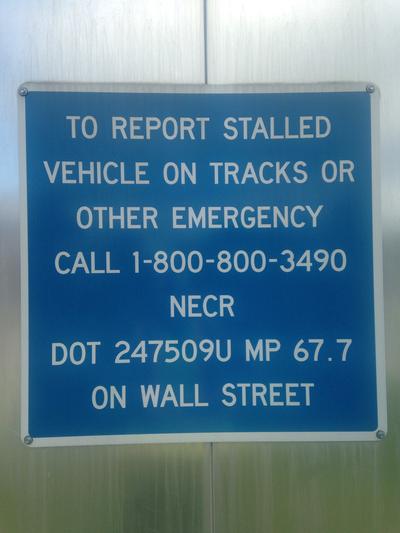 TO REPORT STALLED
VEHICLE ON TRACKS OR
OTHER EMERGENCY
CALL 1-800-800-3490
NECR
DOT 247509U MP 67.7
ON WALL STREET